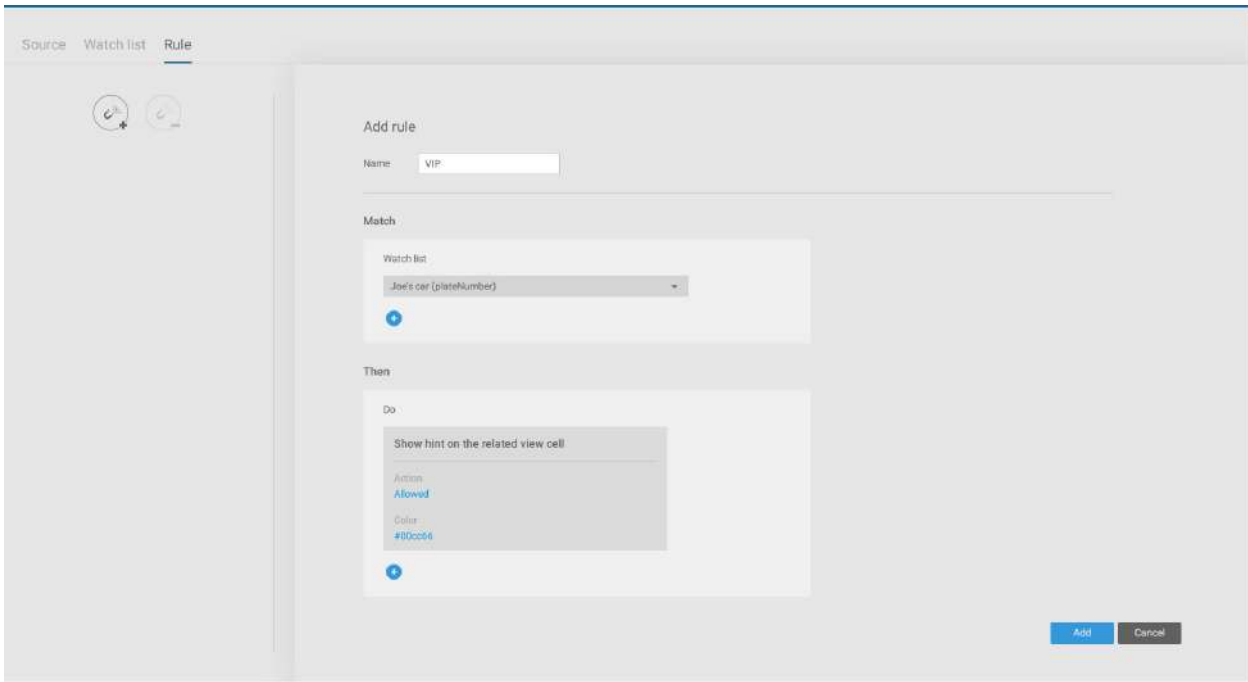 Source Watch list Rule
Add rule
Name VIP
Match
Watch list
Joe's car (plateNumber)
Then
Do
Show hint on the related view cell
Action
Allowed
Color
#00cc66
Add Cancel